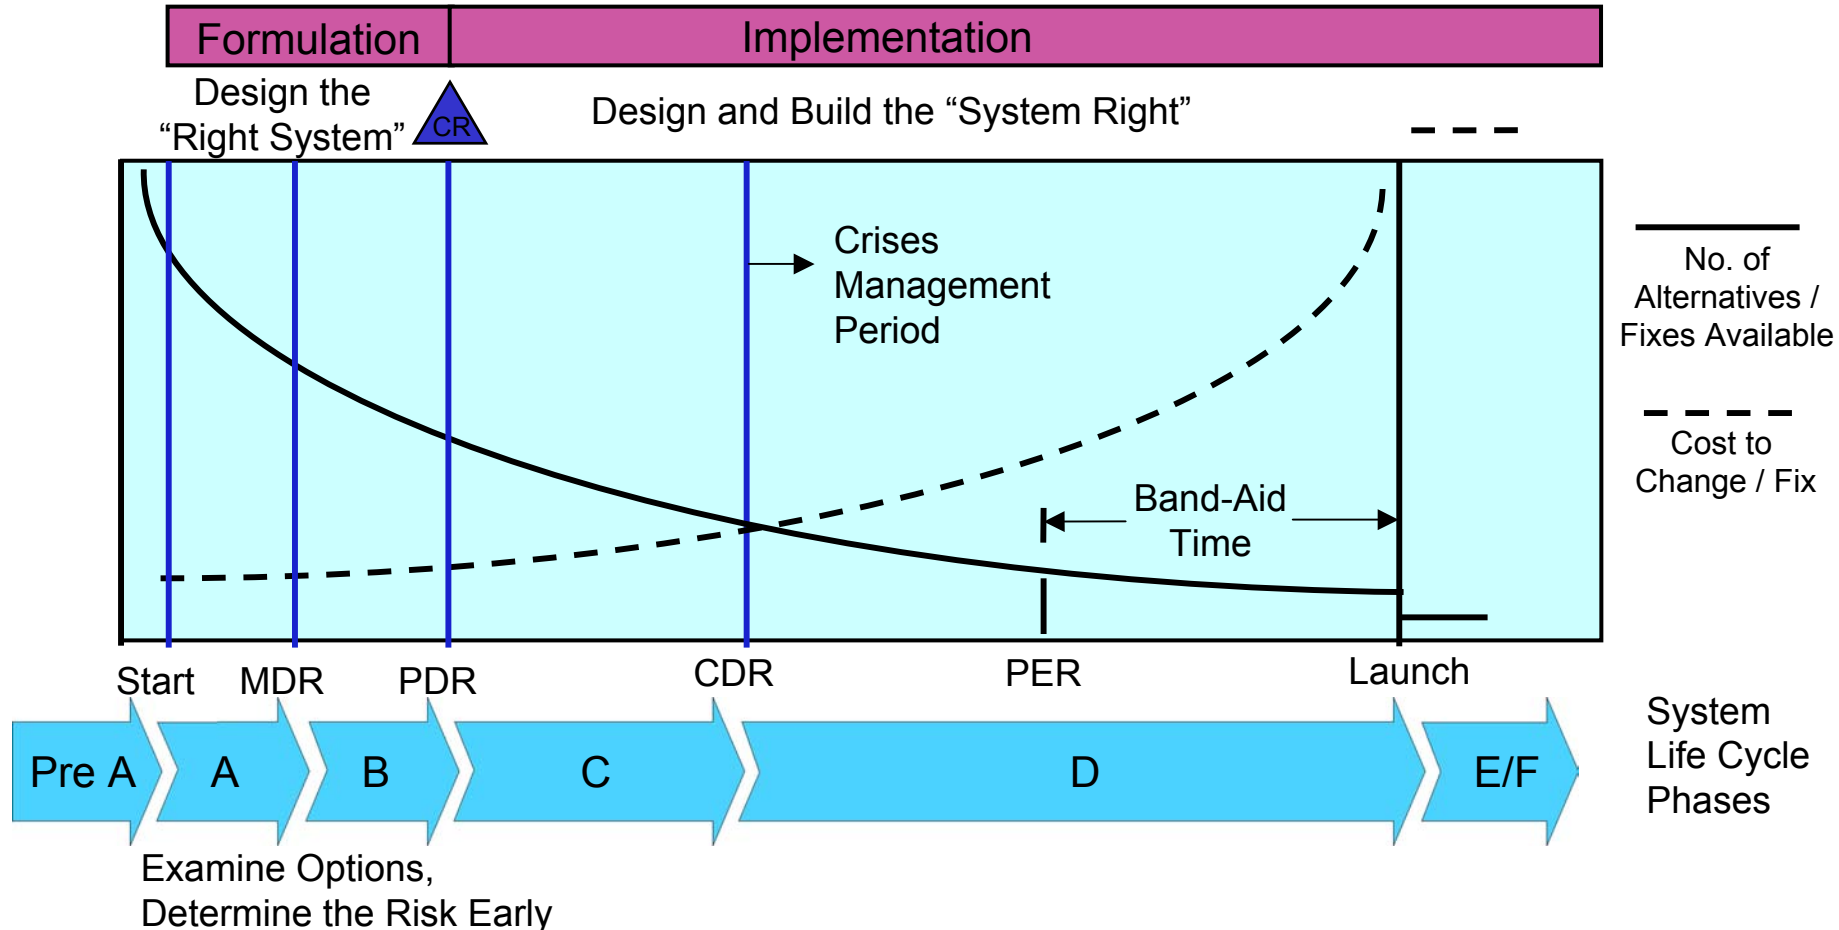 Formulation
Implementation
Design the
“Right System”
CR
Design and Build the “System Right”
Crises
Management
Period
No. of
Alternatives /
Fixes Available
Cost to
Change / Fix
Band-Aid
Time
Start
MDR
PDR
CDR
PER
Launch
Pre A
A
B
C
D
E/F
System
Life Cycle
Phases
Examine Options,
Determine the Risk Early